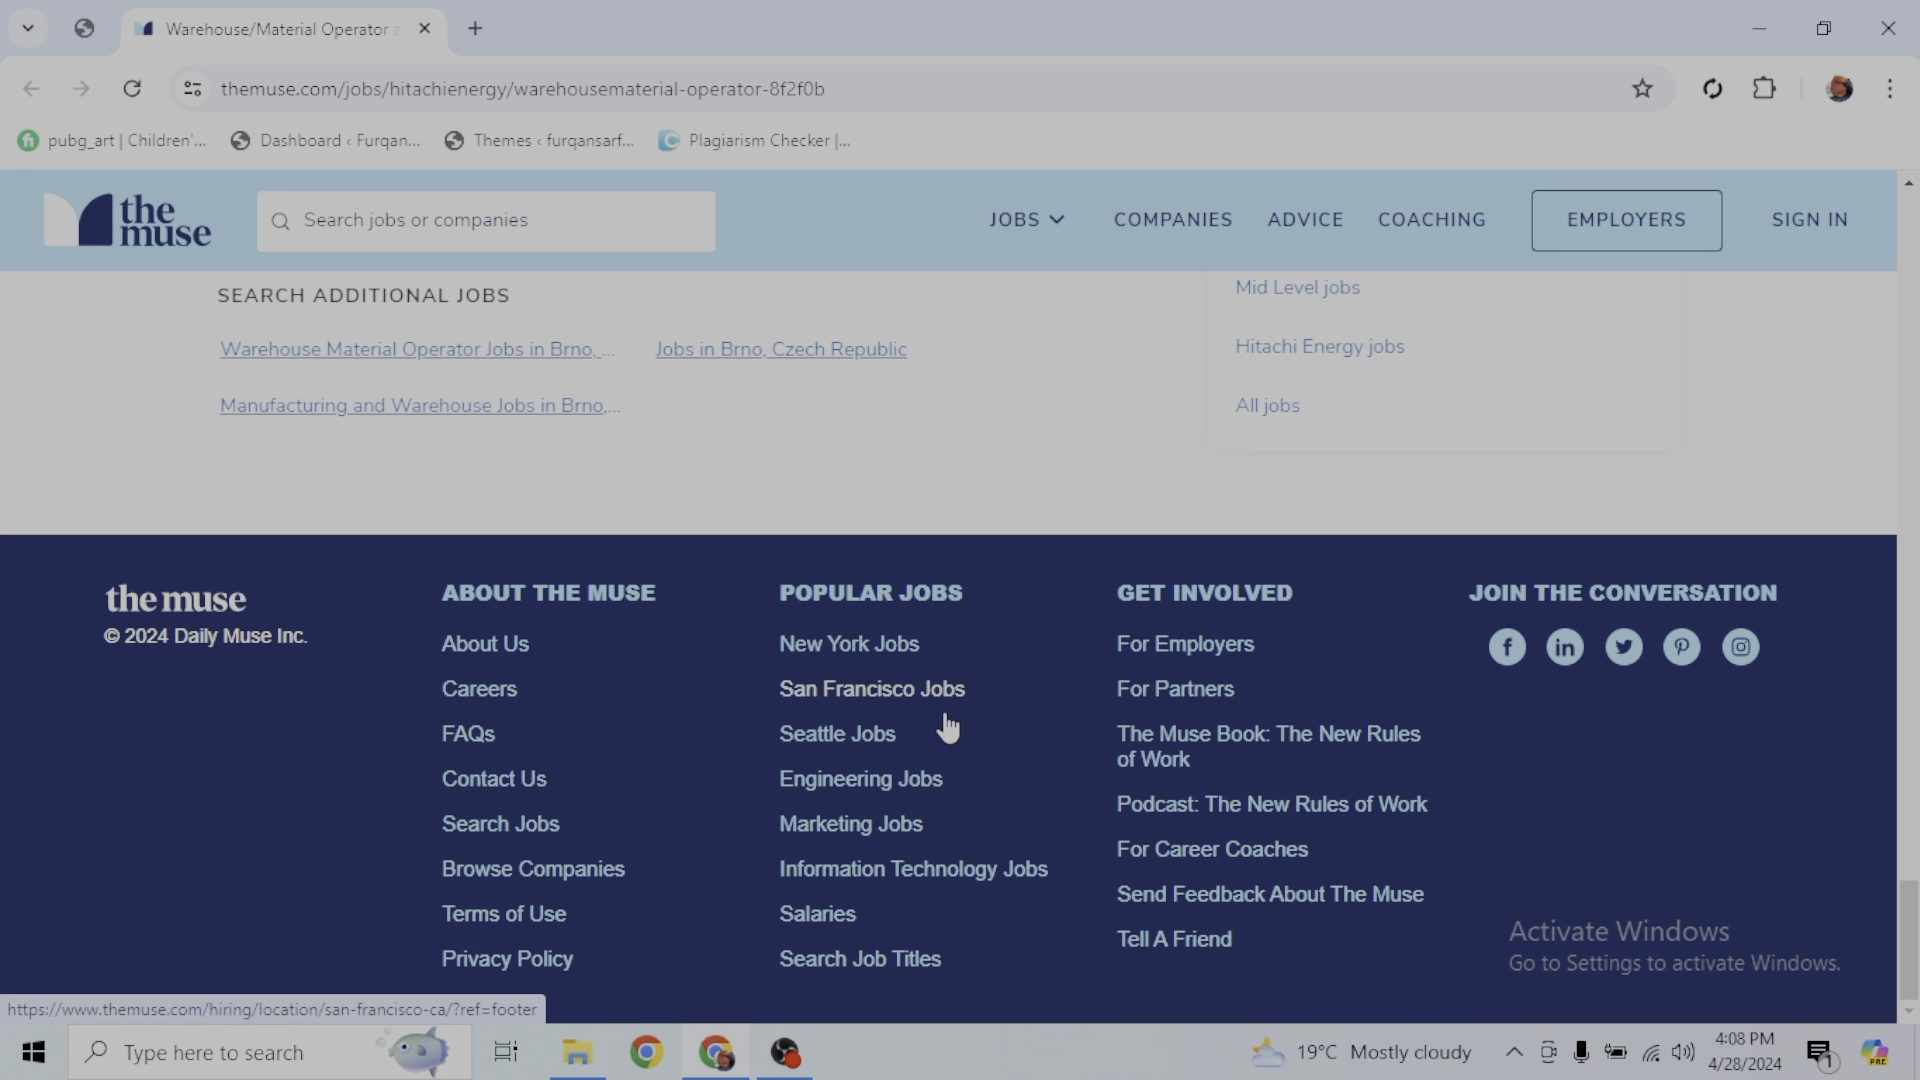 Warehouse/Material Operator a
themuse.com/jobs/hitachienergy/warehousematerial-operator-8f2f0b
pubg_art | Children'...
Dashboard ‹ Furqan...
Themes ‹ furqansarf...
Plagiarism Checker |...
the muse
Search jobs or companies
JOBS
COMPANIES
ADVICE
COACHING
EMPLOYERS
SIGN IN
SEARCH ADDITIONAL JOBS
Warehouse Material Operator Jobs in Brno, ...
Jobs in Brno, Czech Republic
Manufacturing and Warehouse Jobs in Brno,...
Mid Level jobs
Hitachi Energy jobs
All jobs
the muse
© 2024 Daily Muse Inc.
ABOUT THE MUSE
About Us
Careers
FAQs
Contact Us
Search Jobs
Browse Companies
Terms of Use
Privacy Policy
POPULAR JOBS
New York Jobs
San Francisco Jobs
Seattle Jobs
Engineering Jobs
Marketing Jobs
Information Technology Jobs
Salaries
Search Job Titles
GET INVOLVED
For Employers
For Partners
The Muse Book: The New Rules
of Work
Podcast: The New Rules of Work
For Career Coaches
Send Feedback About The Muse
Tell A Friend
JOIN THE CONVERSATION
Activate Windows
Go to Settings to activate Windows.
https://www.themuse.com/hiring/location/san-francisco-ca/?ref=footer
Type here to search
19°C Mostly cloudy
4:08 PM
4/28/2024
1
PRE